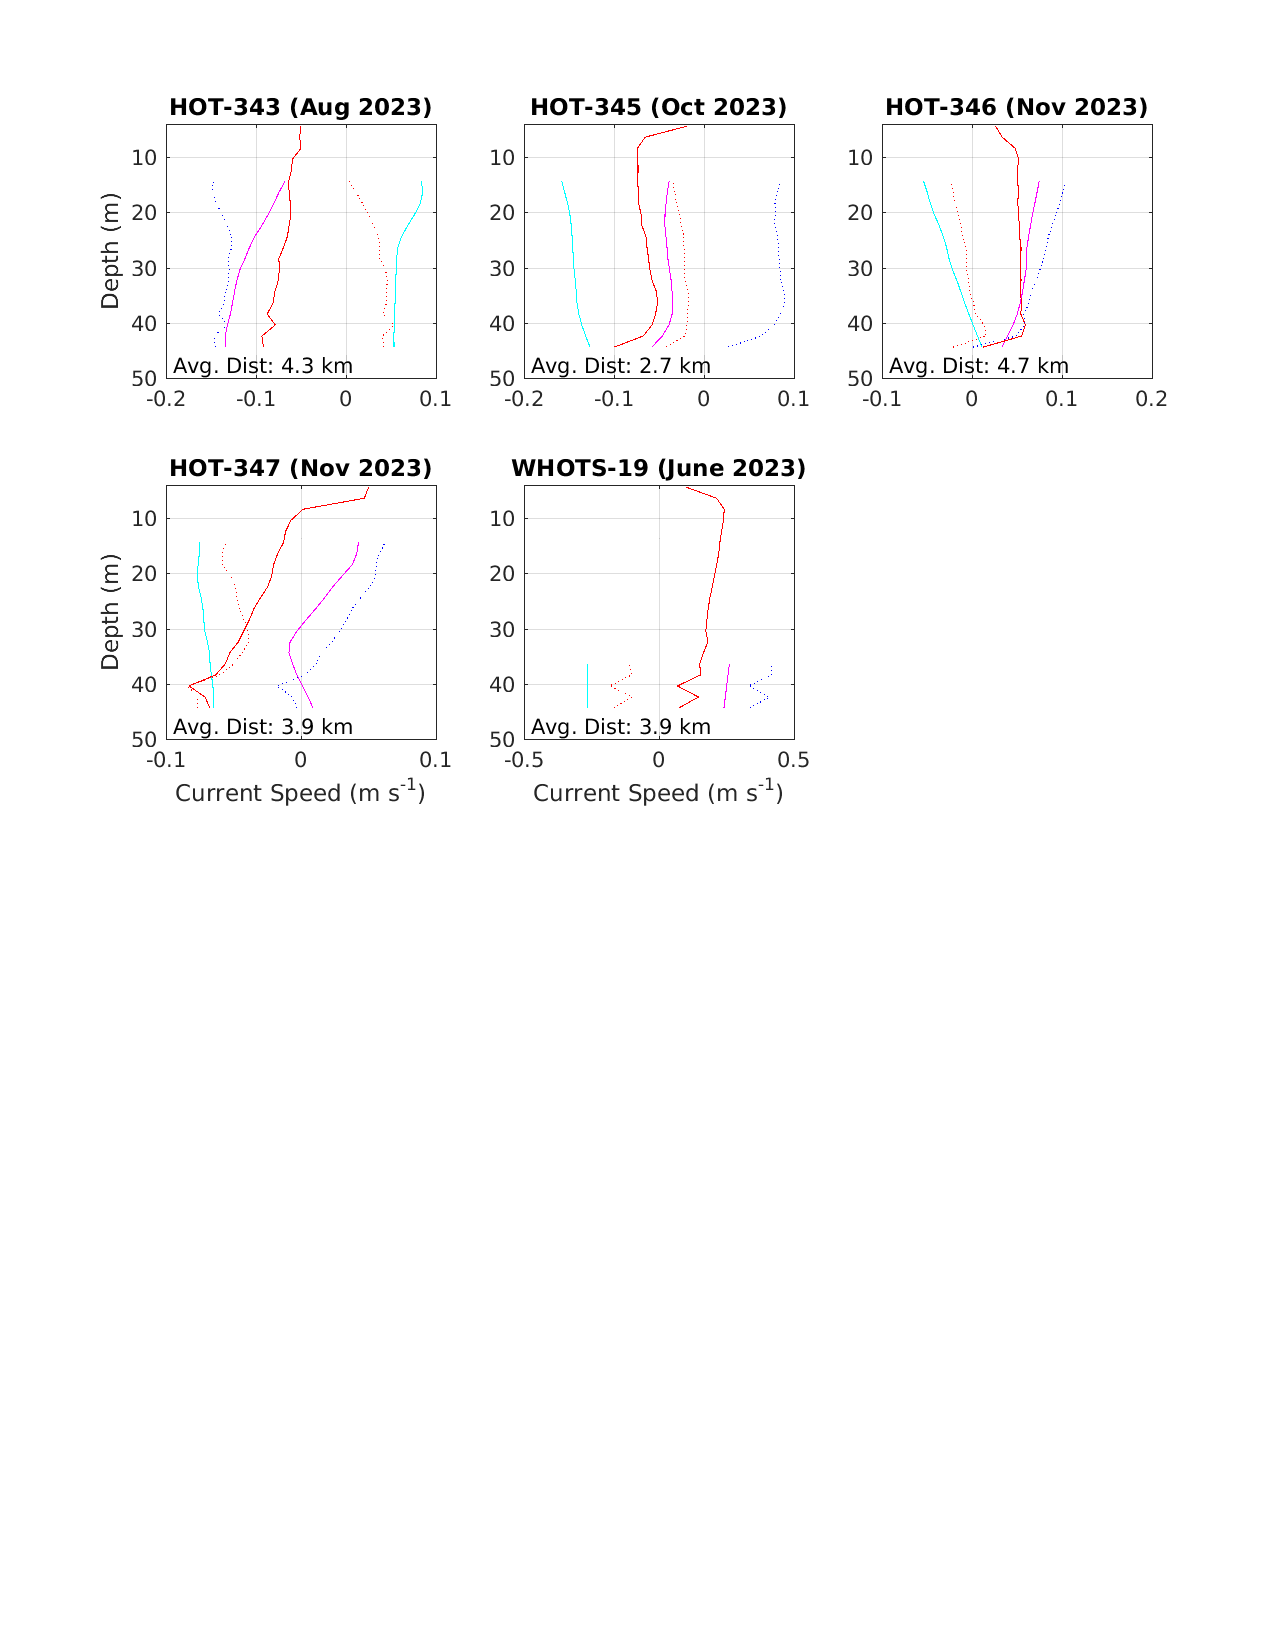 HOT-343 (Aug 2023) HOT-345 (Oct 2023) HOT-346 (Nov 2023)
Depth (m)
10 20 30 40 50
Avg. Dist: 4.3 km
-0.2 -0.1 0 0.1
10 20 30 40 50
Avg. Dist: 2.7 km
-0.2 -0.1 0 0.1
10 20 30 40 50
Avg. Dist: 4.7 km
-0.1 0 0.1 0.2
HOT-347 (Nov 2023) WHOTS-19 (June 2023)
Depth (m)
10 20 30 40 50
Avg. Dist: 3.9 km
-0.1 0 0.1
Current Speed (m s-1)
10 20 30 40 50
Avg. Dist: 3.9 km
-0.5 0 0.5
Current Speed (m s-1)